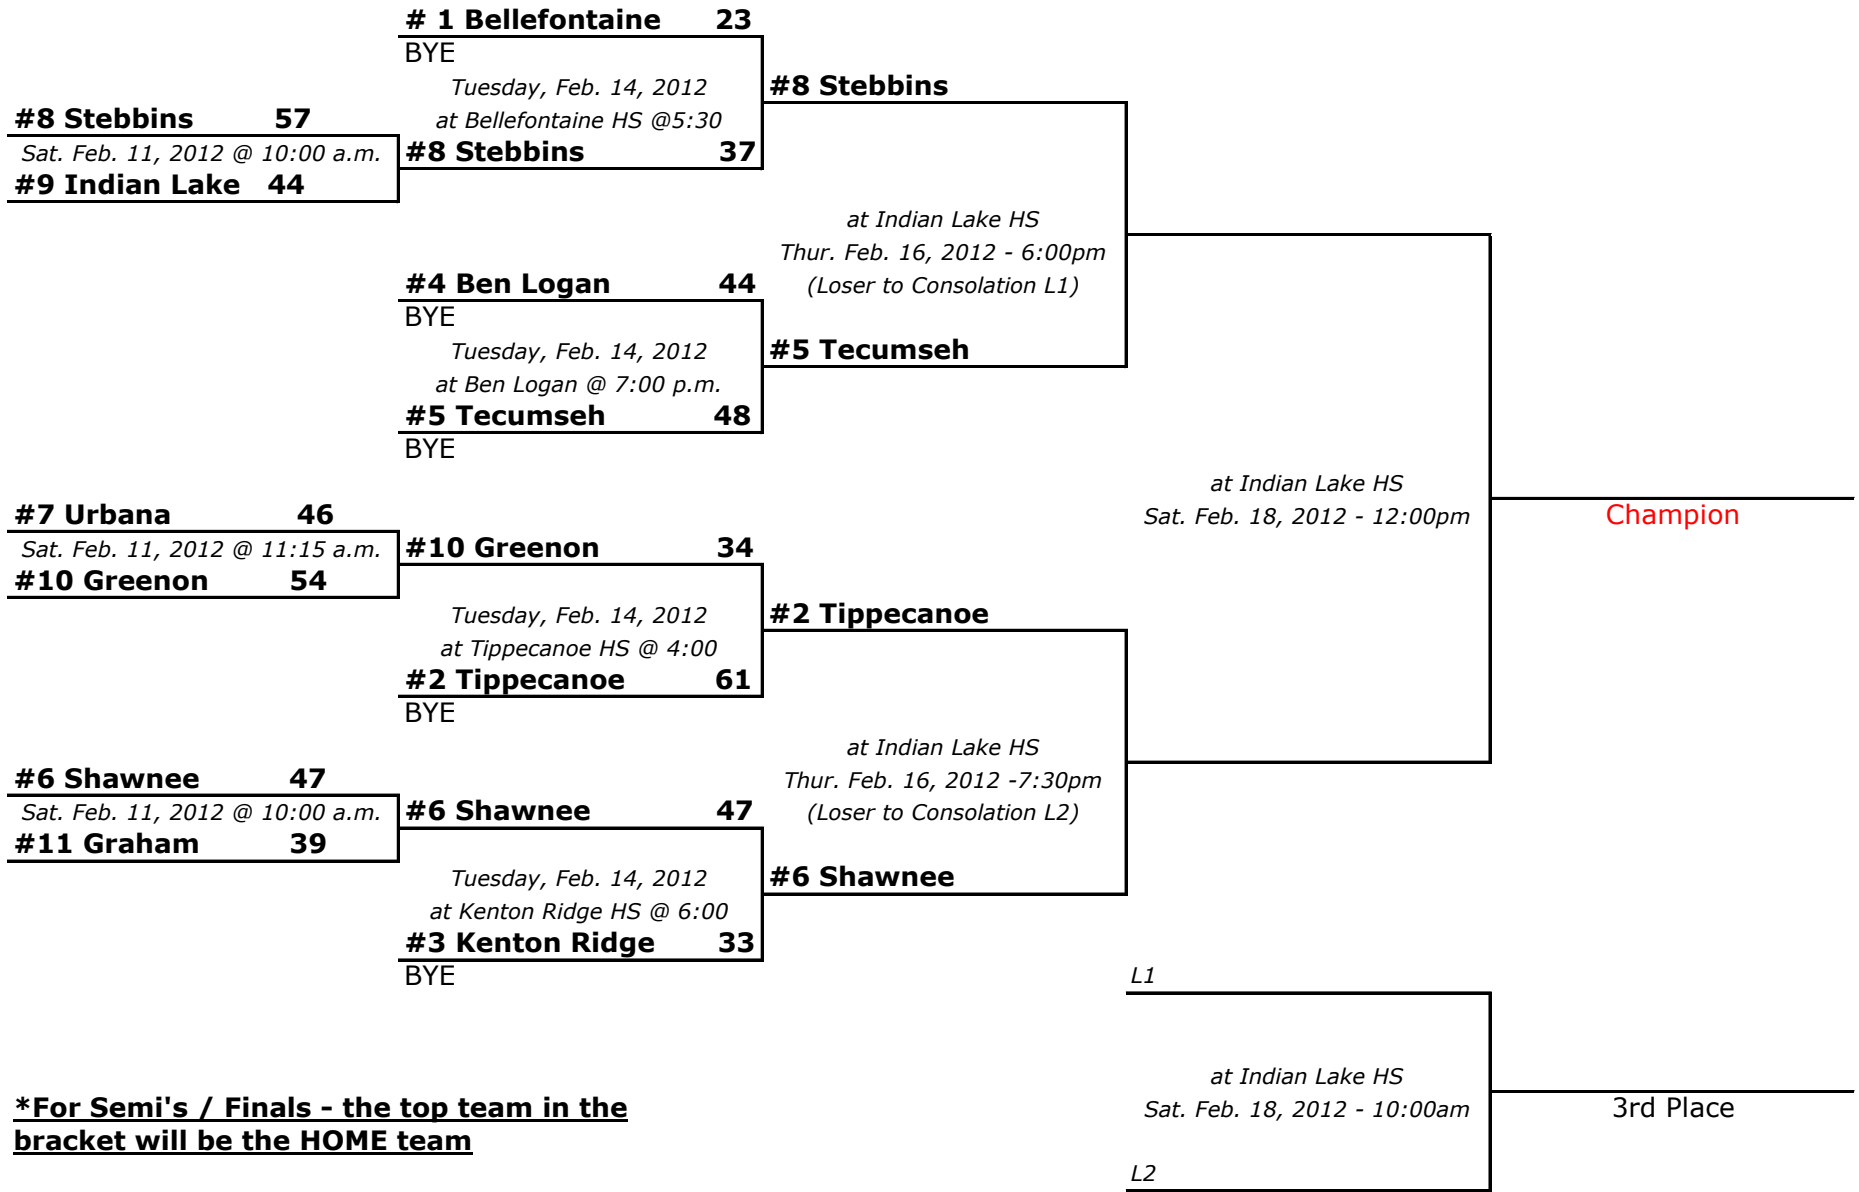 # 1 Bellefontaine 23
BYE
Tuesday, Feb. 14, 2012
at Bellefontaine HS @5:30
#8 Stebbins 37
#8 Stebbins 57
Sat. Feb. 11, 2012 @ 10:00 a.m.
#9 Indian Lake 44
#8 Stebbins
at Indian Lake HS
Thur. Feb. 16, 2012 - 6:00pm
(Loser to Consolation L1)
#5 Tecumseh
#4 Ben Logan 44
BYE
Tuesday, Feb. 14, 2012
at Ben Logan @ 7:00 p.m.
#5 Tecumseh 48
BYE
at Indian Lake HS
Sat. Feb. 18, 2012 - 12:00pm
Champion
#7 Urbana 46
Sat. Feb. 11, 2012 @ 11:15 a.m.
#10 Greenon 54
#10 Greenon 34
Tuesday, Feb. 14, 2012
at Tippecanoe HS @ 4:00
#2 Tippecanoe 61
BYE
#2 Tippecanoe
at Indian Lake HS
Thur. Feb. 16, 2012 -7:30pm
(Loser to Consolation L2)
#6 Shawnee
#6 Shawnee 47
Sat. Feb. 11, 2012 @ 10:00 a.m.
#11 Graham 39
#6 Shawnee 47
Tuesday, Feb. 14, 2012
at Kenton Ridge HS @ 6:00
#3 Kenton Ridge 33
BYE
L1
at Indian Lake HS
Sat. Feb. 18, 2012 - 10:00am
L2
3rd Place
*For Semi's / Finals - the top team in the
bracket will be the HOME team